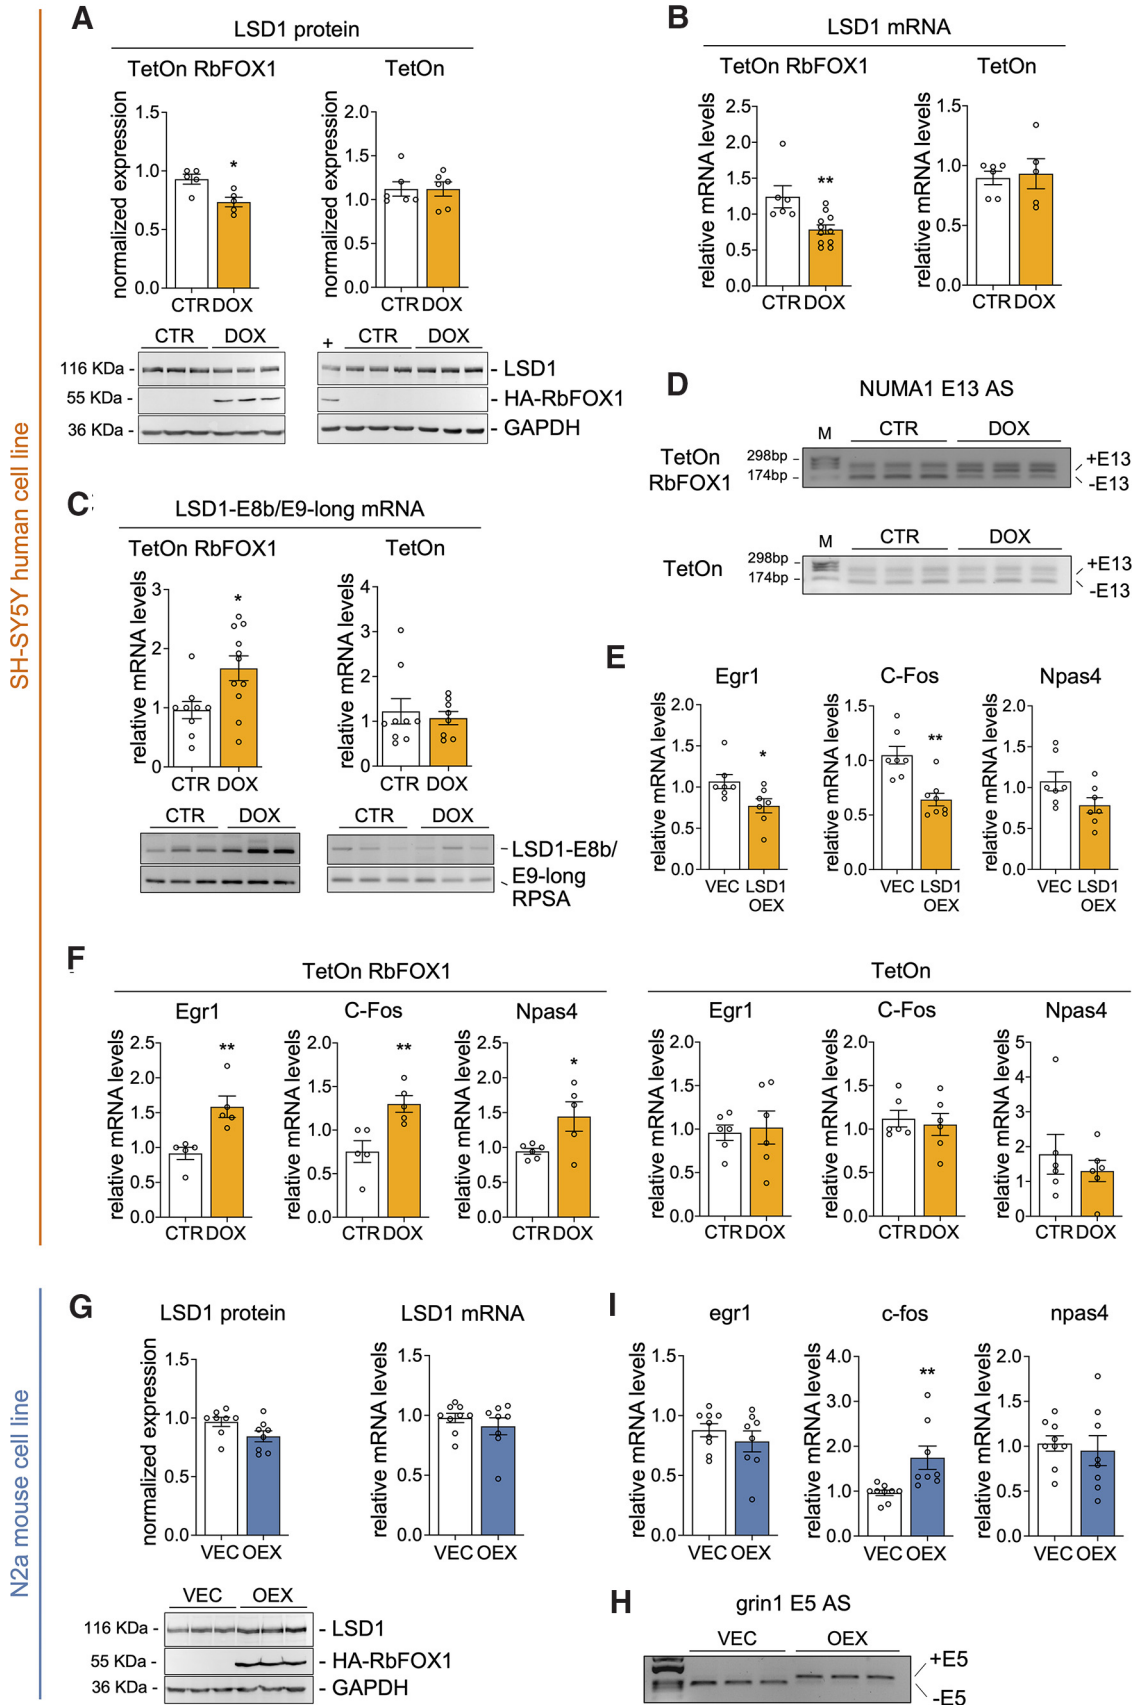 SH-SY5Y human cell line
A
LSD1 protein
TetOn RbFOX1
TetOn
normalized expression
1.5
1.0
0.5
0.0
*
CTR DOX
2.0
1.5
1.0
0.5
0.0
CTR DOX
CTR DOX
+ CTR DOX
116 KDa - - LSD1
55 KDa - - HA-RbFOX1
36 KDa - - GAPDH
B
LSD1 mRNA
TetOn RbFOX1
TetOn
relative mRNA levels
2.5
2.0
1.5
1.0
0.5
0.0
**
CTR DOX
relative mRNA levels
1.5
1.0
0.5
0.0
CTR DOX
C
LSD1-E8b/E9-long mRNA
TetOn RbFOX1
TetOn
relative mRNA levels
3
2
1
0
*
CTR DOX
relative mRNA levels
4
3
2
1
0
CTR DOX
CTR DOX
CTR DOX
LSD1-E8b/
E9-long
RPSA
D
NUMA1 E13 AS
M CTR DOX
TetOn
RbFOX1
298bp
174bp
+E13
-E13
M CTR DOX
TetOn
298bp
174bp
+E13
-E13
E
Egr1
C-Fos
Npas4
relative mRNA levels
2.0
1.5
1.0
0.5
0.0
*
VEC LSD1
OEX
relative mRNA levels
1.5
1.0
0.5
0.0
**
VEC LSD1
OEX
relative mRNA levels
2.0
1.5
1.0
0.5
0.0
VEC LSD1
OEX
F
TetOn RbFOX1
TetOn
Egr1
C-Fos
Npas4
Egr1
C-Fos
Npas4
relative mRNA levels
2.5
2.0
1.5
1.0
0.5
0.0
**
CTR DOX
relative mRNA levels
2.0
1.5
1.0
0.5
0.0
**
CTR DOX
relative mRNA levels
2.5
2.0
1.5
1.0
0.5
0.0
*
CTR DOX
relative mRNA levels
2.0
1.5
1.0
0.5
0.0
CTR DOX
relative mRNA levels
2.0
1.5
1.0
0.5
0.0
CTR DOX
relative mRNA levels
5
4
3
2
1
0
CTR DOX
N2a mouse cell line
G
LSD1 protein
LSD1 mRNA
normalized expression
1.5
1.0
0.5
0.0
VEC OEX
relative mRNA levels
1.5
1.0
0.5
0.0
VEC OEX
VEC OEX
116 KDa - - LSD1
55 KDa - - HA-RbFOX1
36 KDa - - GAPDH
I
egr1
c-fos
npas4
relative mRNA levels
1.5
1.0
0.5
0.0
VEC OEX
relative mRNA levels
4.0
3.0
2.0
1.0
0.0
**
VEC OEX
relative mRNA levels
2.0
1.5
1.0
0.5
0.0
VEC OEX
H
grin1 E5 AS
VEC OEX
+E5
-E5